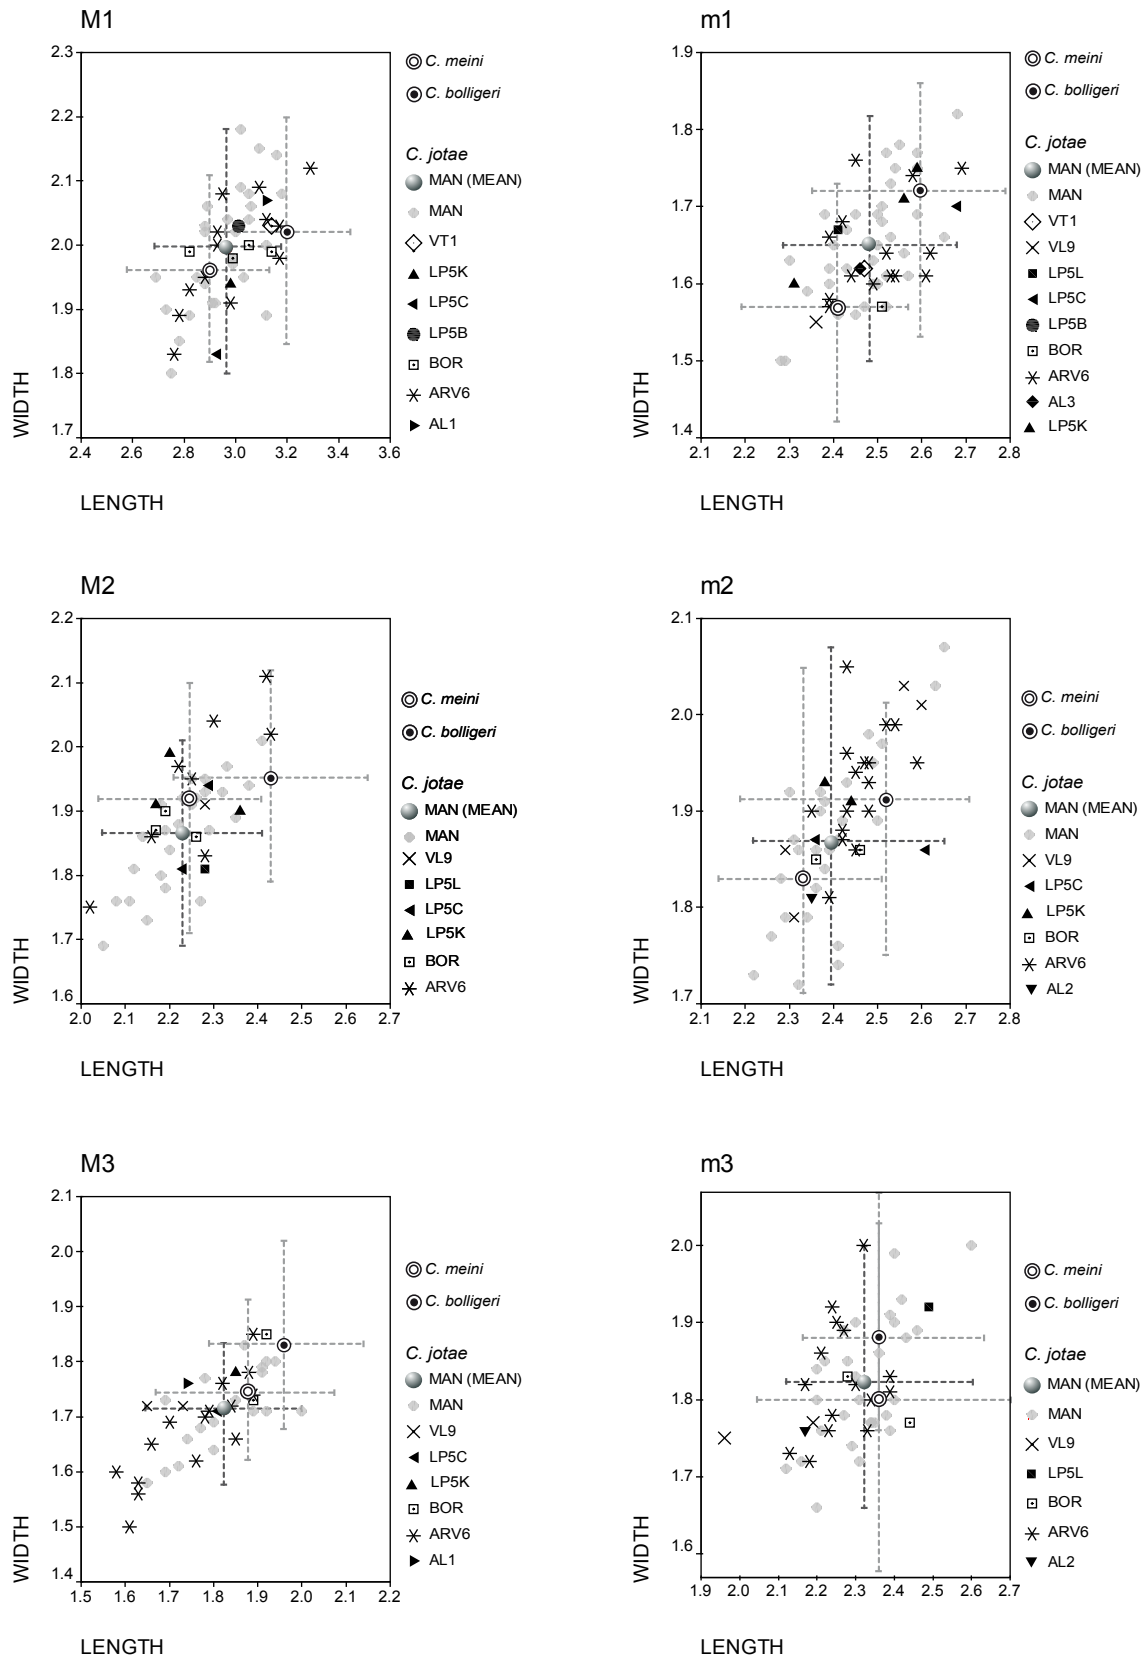 M1
2.3
2.2
2.1
2.0
1.9
1.8
1.7
2.4 2.6 2.8 3.0 3.2 3.4 3.6
WIDTH
LENGTH
C. meini
C. bolligeri
C. jotae
MAN (MEAN)
MAN
VT1
LP5K
LP5C
LP5B
BOR
ARV6
AL1
m1
1.9
1.8
1.7
1.6
1.5
1.4
2.1 2.2 2.3 2.4 2.5 2.6 2.7 2.8
WIDTH
LENGTH
C. meini
C. bolligeri
C. jotae
MAN (MEAN)
MAN
VT1
VL9
LP5L
LP5C
LP5B
BOR
ARV6
AL3
LP5K
M2
2.2
2.1
2.0
1.9
1.8
1.7
1.6
2.0 2.1 2.2 2.3 2.4 2.5 2.6 2.7
WIDTH
LENGTH
C. meini
C. bolligeri
C. jotae
MAN (MEAN)
MAN
VL9
LP5L
LP5C
LP5K
BOR
ARV6
m2
2.1
2.0
1.9
1.8
1.7
2.1 2.2 2.3 2.4 2.5 2.6 2.7 2.8
WIDTH
LENGTH
C. meini
C. bolligeri
C. jotae
MAN (MEAN)
MAN
VL9
LP5C
LP5K
BOR
ARV6
AL2
M3
2.1
2.0
1.9
1.8
1.7
1.6
1.5
1.4
1.5 1.6 1.7 1.8 1.9 2.0 2.1 2.2
WIDTH
LENGTH
C. meini
C. bolligeri
C. jotae
MAN (MEAN)
MAN
VL9
LP5C
LP5K
BOR
ARV6
AL1
m3
2.0
1.9
1.8
1.7
1.6
1.9 2.0 2.2 2.3 2.4 2.5 2.6 2.7
WIDTH
LENGTH
C. meini
C. bolligeri
C. jotae
MAN (MEAN)
MAN
VL9
LP5L
BOR
ARV6
AL2